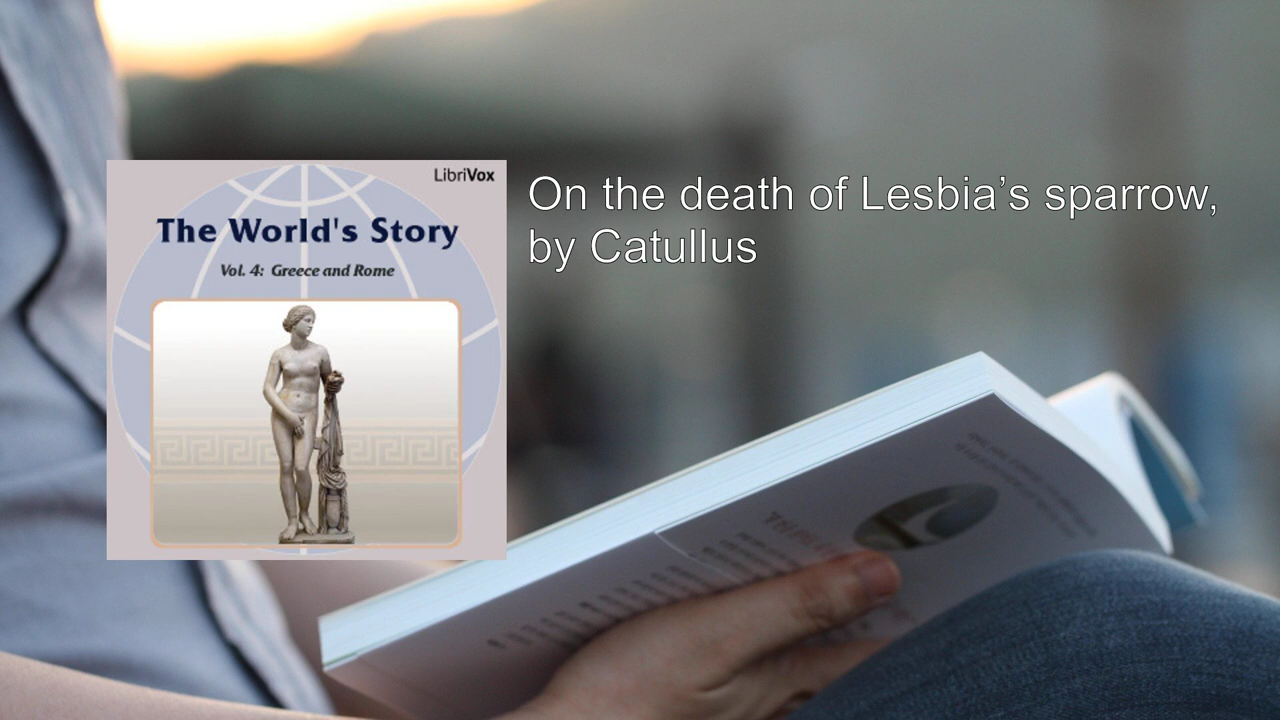 LibriVox
The World's Story
Vol. 4: Greece and Rome
On the death of Lesbia’s sparrow,
by Catullus